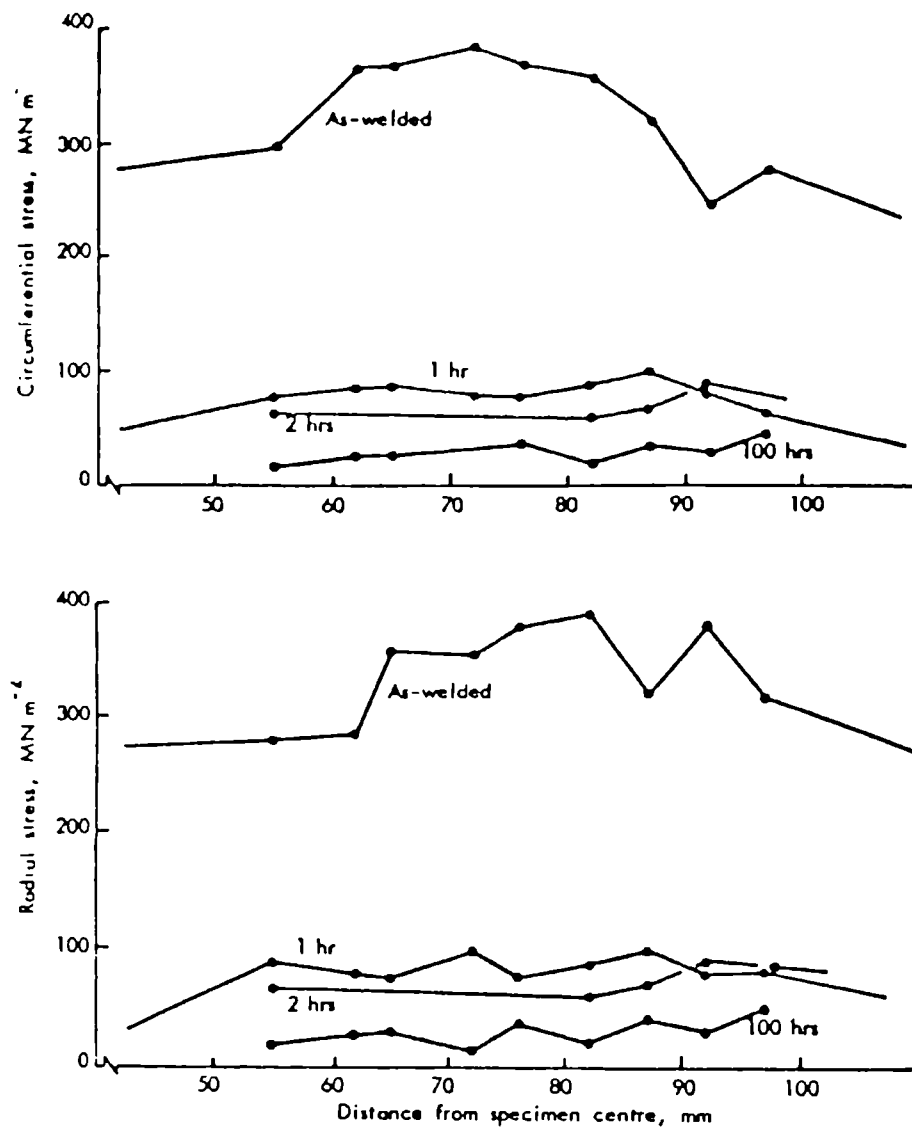 400
300
200
100
0
Circumferential stress, MN m
As-welded
1 hr
2 hrs
100 hrs
50 60 70 80 90 100
400
300
200
100
0
Radial stress, MN m⁻²
As-welded
1 hr
2 hrs
100 hrs
50 60 70 80 90 100
Distance from specimen centre, mm